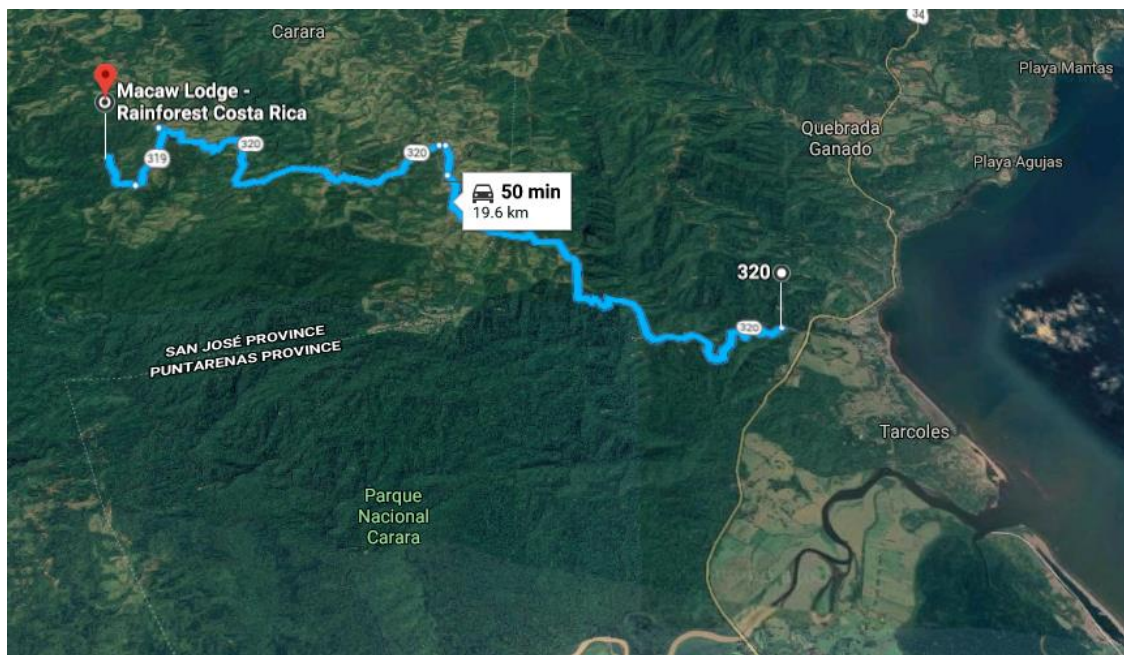 34
Carara
Playa Mantas
Macaw Lodge -
Rainforest Costa Rica
Quebrada
Ganado
320
319
320
Playa Agujas
50 min
19.6 km
320
320
SAN JOSÉ PROVINCE
PUNTARENAS PROVINCE
Tarcoles
Parque
Nacional
Carara